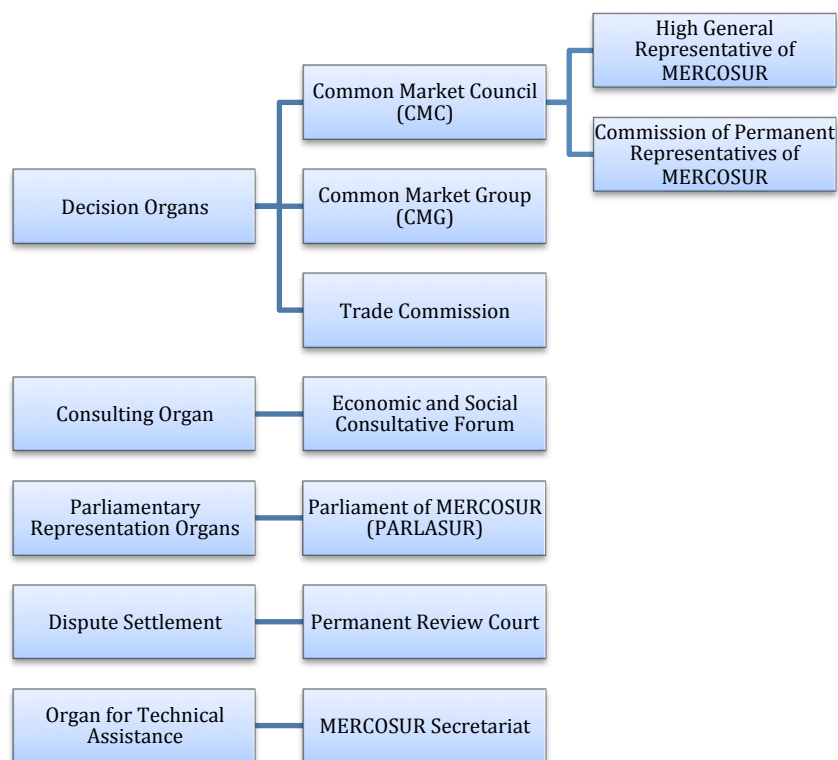 High General
Representative of
MERCOSUR
Common Market Council
(CMC)
Commission of Permanent
Representatives of
MERCOSUR
Decision Organs
Common Market Group
(CMG)
Trade Commission
Consulting Organ
Economic and Social
Consultative Forum
Parliamentary
Representation Organs
Parliament of MERCOSUR
(PARLASUR)
Dispute Settlement
Permanent Review Court
Organ for Technical
Assistance
MERCOSUR Secretariat